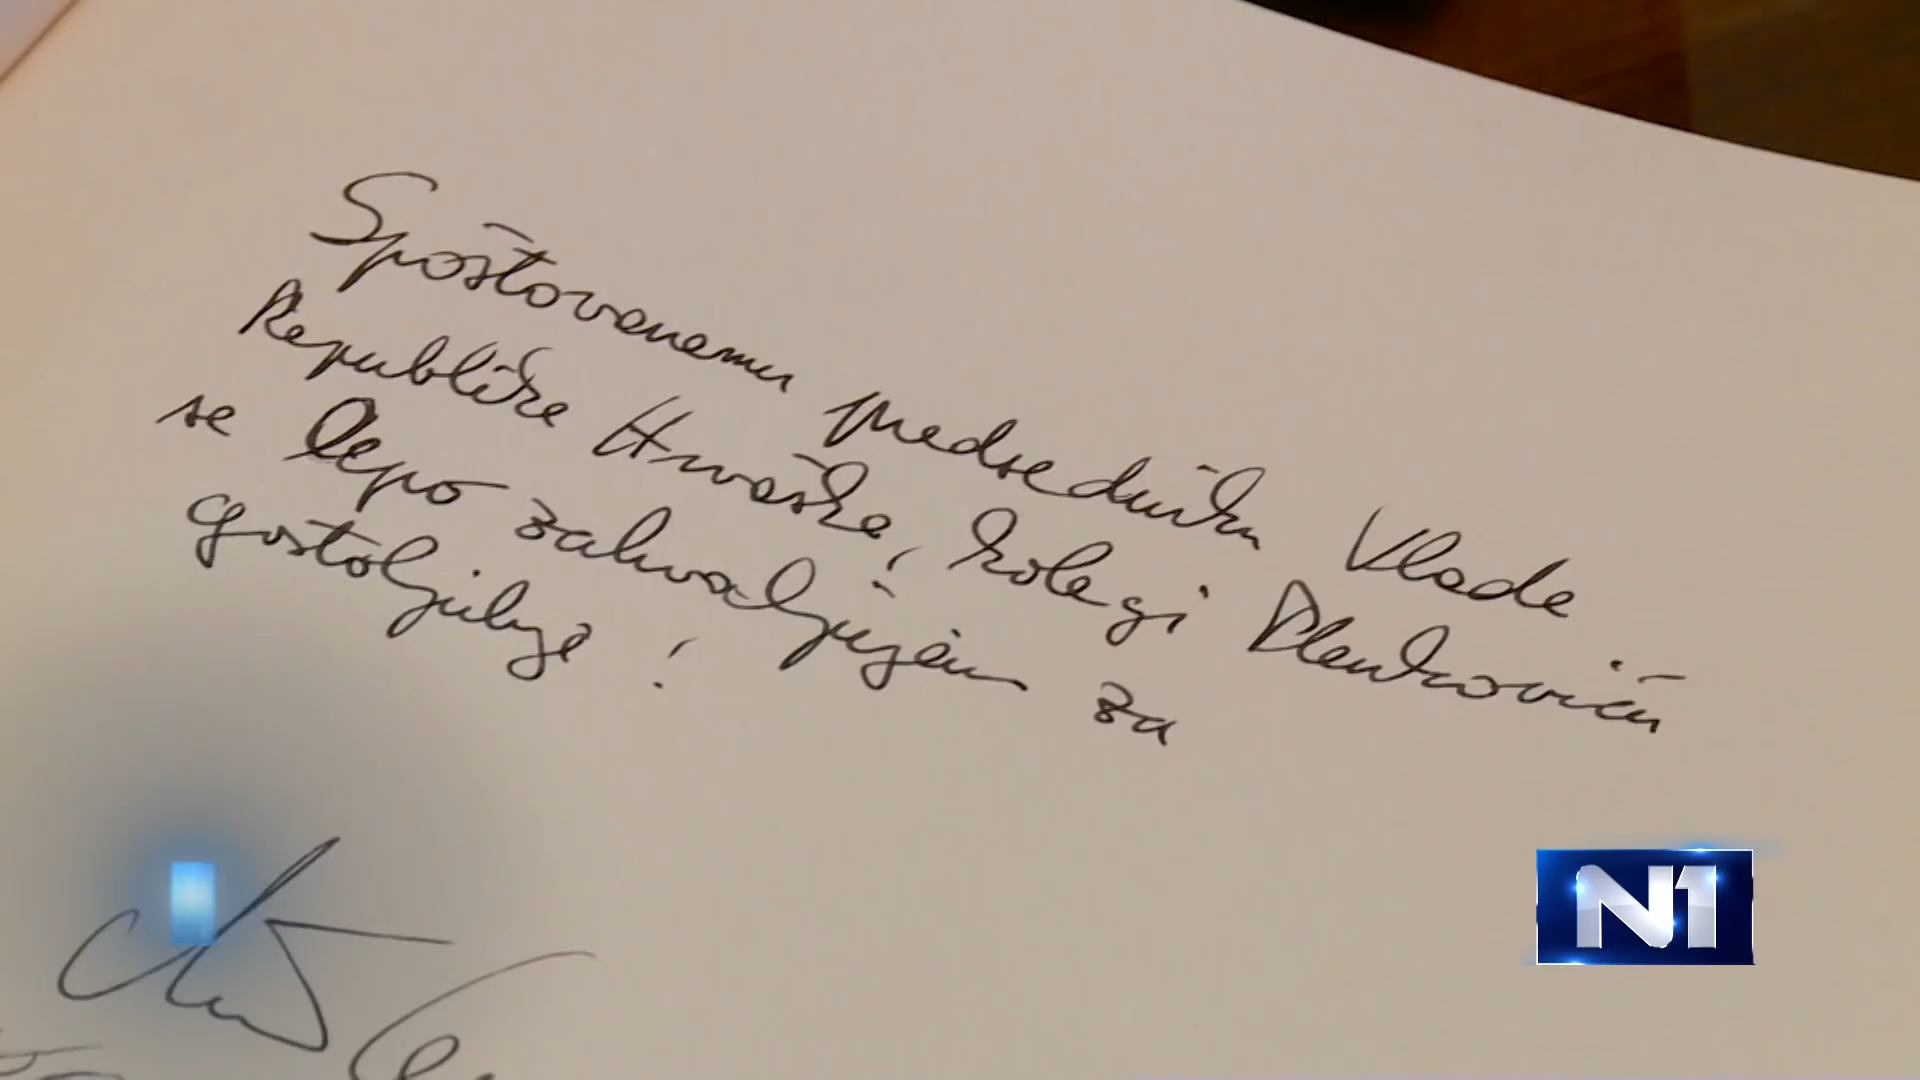 Spoštovanemu predsedniku Vlade
Republike Hrvaške, kolegi Plenkoviću
se lepo zahvaljujem za
gostoljubje!
N1